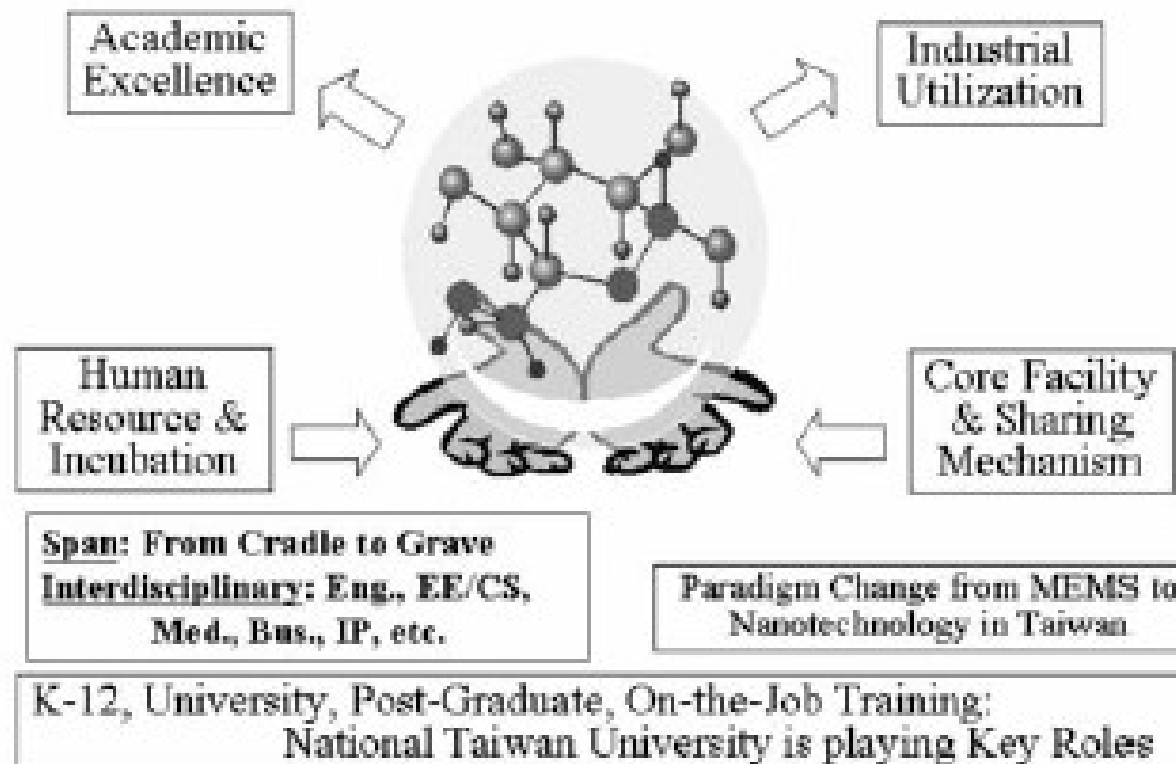 Academic
Excellence
Industrial
Utilization
Human
Resource &
Incubation
Core Facility
& Sharing
Mechanism
Span: From Cradle to Grave
Interdisciplinary: Eng., EE/CS,
Med., Bus., IP, etc.
Paradigm Change from MEMS to
Nanotechnology in Taiwan
K-12, University, Post-Graduate, On-the-Job Training:
National Taiwan University is playing Key Roles